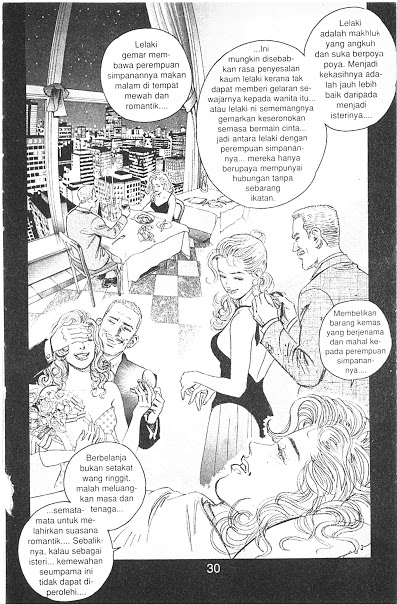 Lelaki
gemar mem-
bawa perempuan
simpanannya makan
malam di tempat
mewah dan
romantik....
...Ini
mungkin disebab-
kan rasa penyesalan
kaum lelaki kerana tak
dapat memberi gelaran se-
wajarnya kepada wanita itu...
atau lelaki ni sememangnya
gemarkan keseronokan
semasa bermain cinta...
jadi antara lelaki dengan
perempuan simpanan-
nya... mereka hanya
berupaya mempunyai
hubungan tanpa
sebarang
ikatan.
Lelaki
adalah makhluk
yang angkuh
dan suka berpoya
poya. Menjadi
kekasihnya ada-
lah jauh lebih
baik daripada
menjadi
isterinya....
Membelikan
barang kemas
yang berjenama
dan mahal ke-
pada perempuan
simpanan-
nya....
Berbelanja
bukan setakat
wang ringgit.
malah meluang-
kan masa dan
tenaga...
...semata-
mata untuk me-
lahirkan suasana
romantik.... Sebalik-
nya, kalau sebagai
isteri... kemewahan
seumpama ini
tidak dapat di-
perolehi....
30